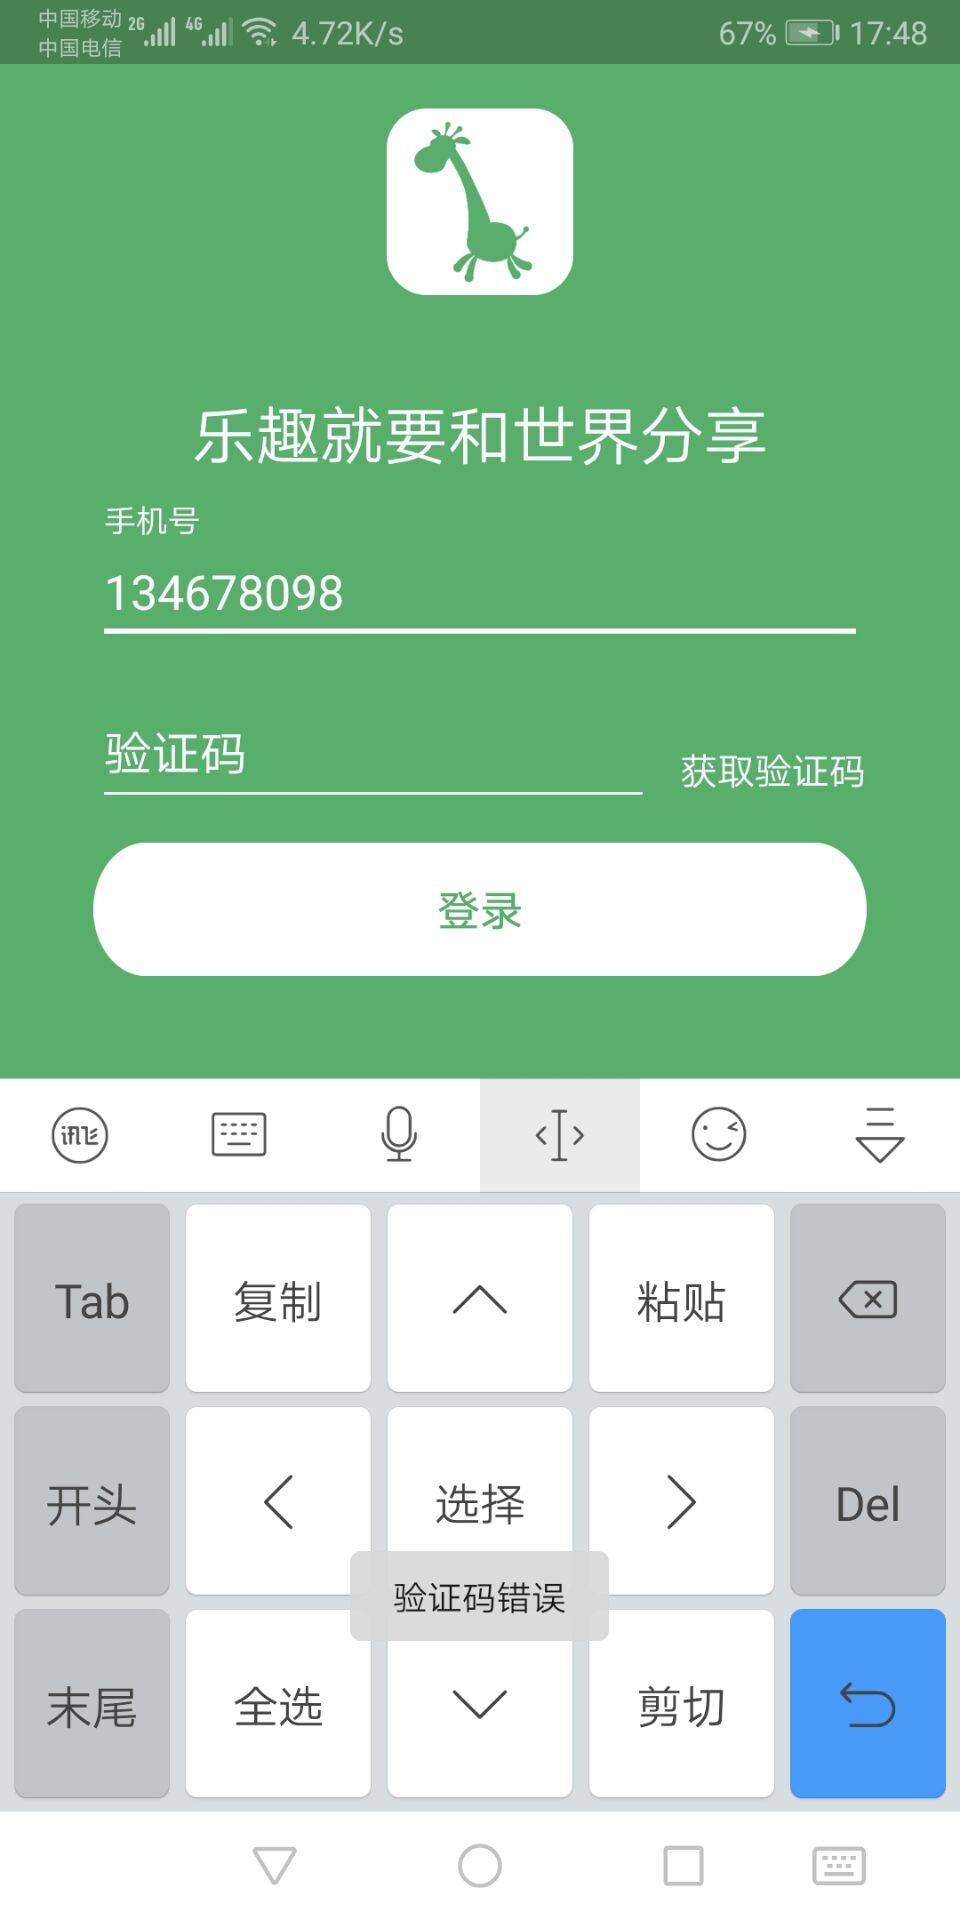 中国移动 2G 4G 4.72K/s 67% 17:48
中国电信
乐趣就要和世界分享
手机号
134678098
验证码 获取验证码
登录
Tab 复制 粘贴
开头 选择 Del
验证码错误
末尾 全选 剪切